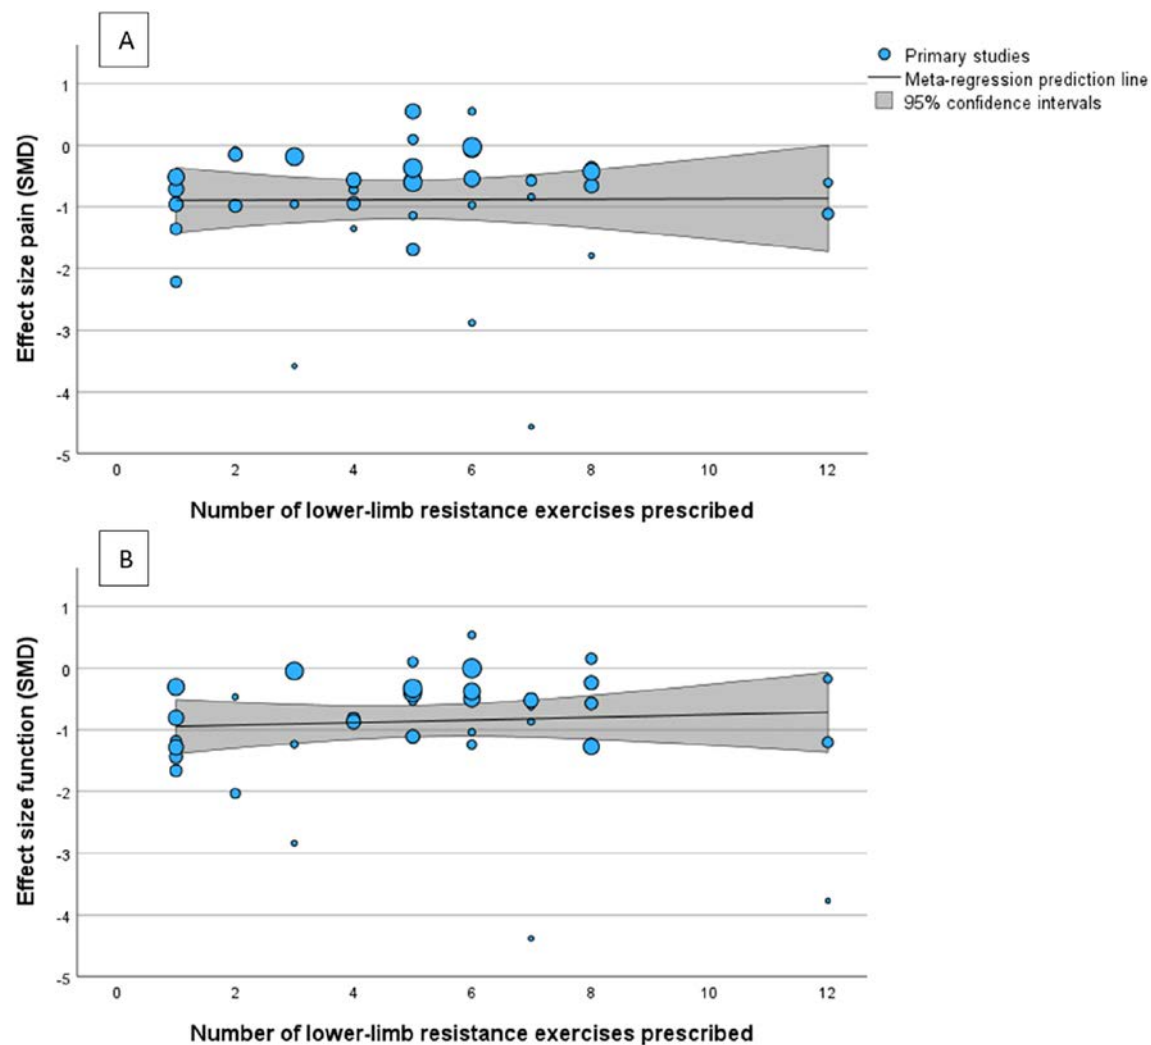 A
Primary studies
Meta-regression prediction line
95% confidence intervals
Effect size pain (SMD)
1
0
-1
-2
-3
-4
-5
0 2 4 6 8 10 12
Number of lower-limb resistance exercises prescribed
B
Effect size function (SMD)
1
0
-1
-2
-3
-4
-5
0 2 4 6 8 10 12
Number of lower-limb resistance exercises prescribed